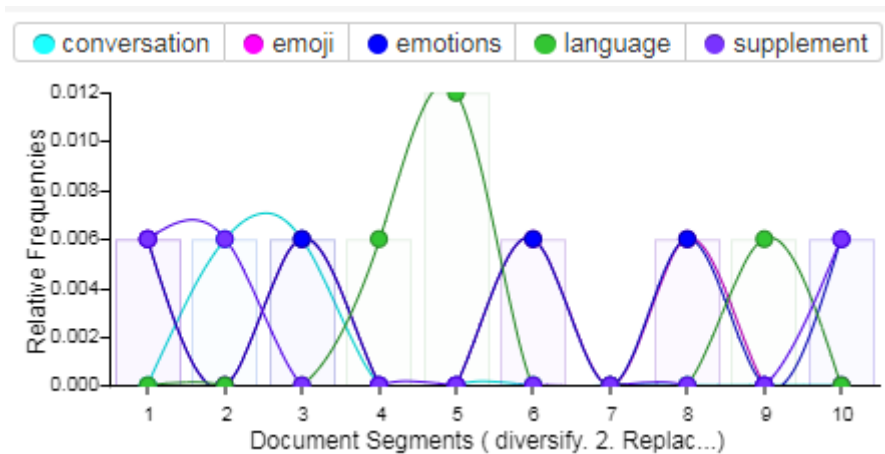 conversation emoji emotions language supplement
0.012
0.010
0.008
0.006
0.004
0.002
0.000
Relative Frequencies
1 2 3 4 5 6 7 8 9 10
Document Segments ( diversify. 2. Replac...)